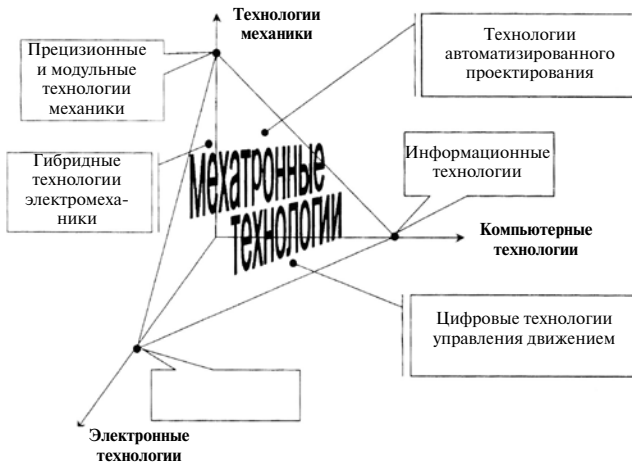 Технологии
механики
Прецизионные
и модульные
технологии
механики
Технологии
автоматизированного
проектирования
Гибридные
технологии
электромеха-
ники
Мехатронные
технологии
Информационные
технологии
Компьютерные
технологии
Цифровые технологии
управления движением
Электронные
технологии